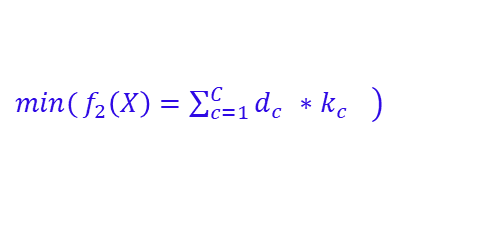 min( f₂(X) = ∑_{c=1}^{C} d_c * k_c )